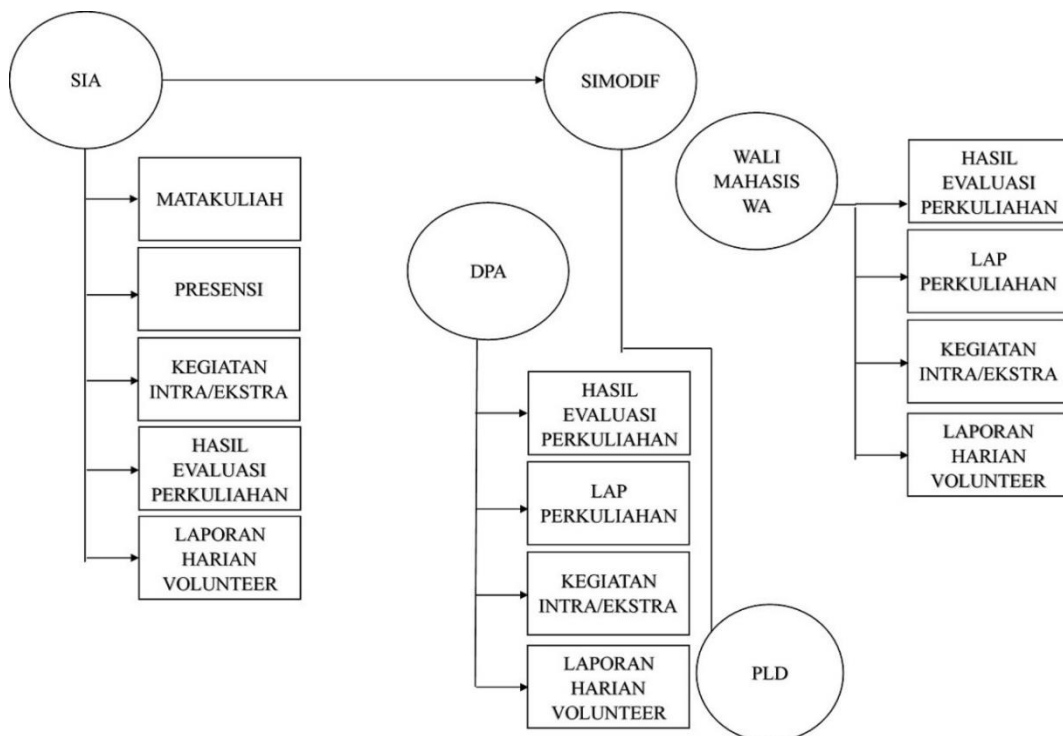 SIA
SIMODIF
MATAKULIAH
PRESENSI
KEGIATAN
INTRA/EKSTRA
HASIL
EVALUASI
PERKULIAHAN
LAPORAN
HARIAN
VOLUNTEER
DPA
HASIL
EVALUASI
PERKULIAHAN
LAP
PERKULIAHAN
KEGIATAN
INTRA/EKSTRA
LAPORAN
HARIAN
VOLUNTEER
PLD
WALI
MAHASIS
WA
HASIL
EVALUASI
PERKULIAHAN
LAP
PERKULIAHAN
KEGIATAN
INTRA/EKSTRA
LAPORAN
HARIAN
VOLUNTEER